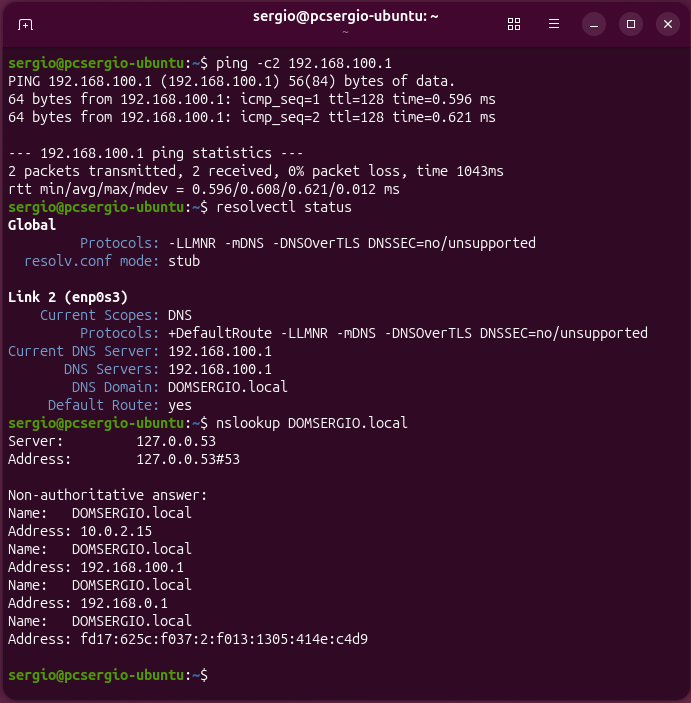 sergio@pcsergio-ubuntu: ~
~
sergio@pcsergio-ubuntu:~$ ping -c2 192.168.100.1
PING 192.168.100.1 (192.168.100.1) 56(84) bytes of data.
64 bytes from 192.168.100.1: icmp_seq=1 ttl=128 time=0.596 ms
64 bytes from 192.168.100.1: icmp_seq=2 ttl=128 time=0.621 ms

--- 192.168.100.1 ping statistics ---
2 packets transmitted, 2 received, 0% packet loss, time 1043ms
rtt min/avg/max/mdev = 0.596/0.608/0.621/0.012 ms
sergio@pcsergio-ubuntu:~$ resolvectl status
Global
         Protocols: -LLMNR -mDNS -DNSOverTLS DNSSEC=no/unsupported
  resolv.conf mode: stub

Link 2 (enp0s3)
    Current Scopes: DNS
         Protocols: +DefaultRoute -LLMNR -mDNS -DNSOverTLS DNSSEC=no/unsupported
Current DNS Server: 192.168.100.1
       DNS Servers: 192.168.100.1
        DNS Domain: DOMSERGIO.local
     Default Route: yes
sergio@pcsergio-ubuntu:~$ nslookup DOMSERGIO.local
Server:         127.0.0.53
Address:        127.0.0.53#53

Non-authoritative answer:
Name:   DOMSERGIO.local
Address: 10.0.2.15
Name:   DOMSERGIO.local
Address: 192.168.100.1
Name:   DOMSERGIO.local
Address: 192.168.0.1
Name:   DOMSERGIO.local
Address: fd17:625c:f037:2:f013:1305:414e:c4d9

sergio@pcsergio-ubuntu:~$